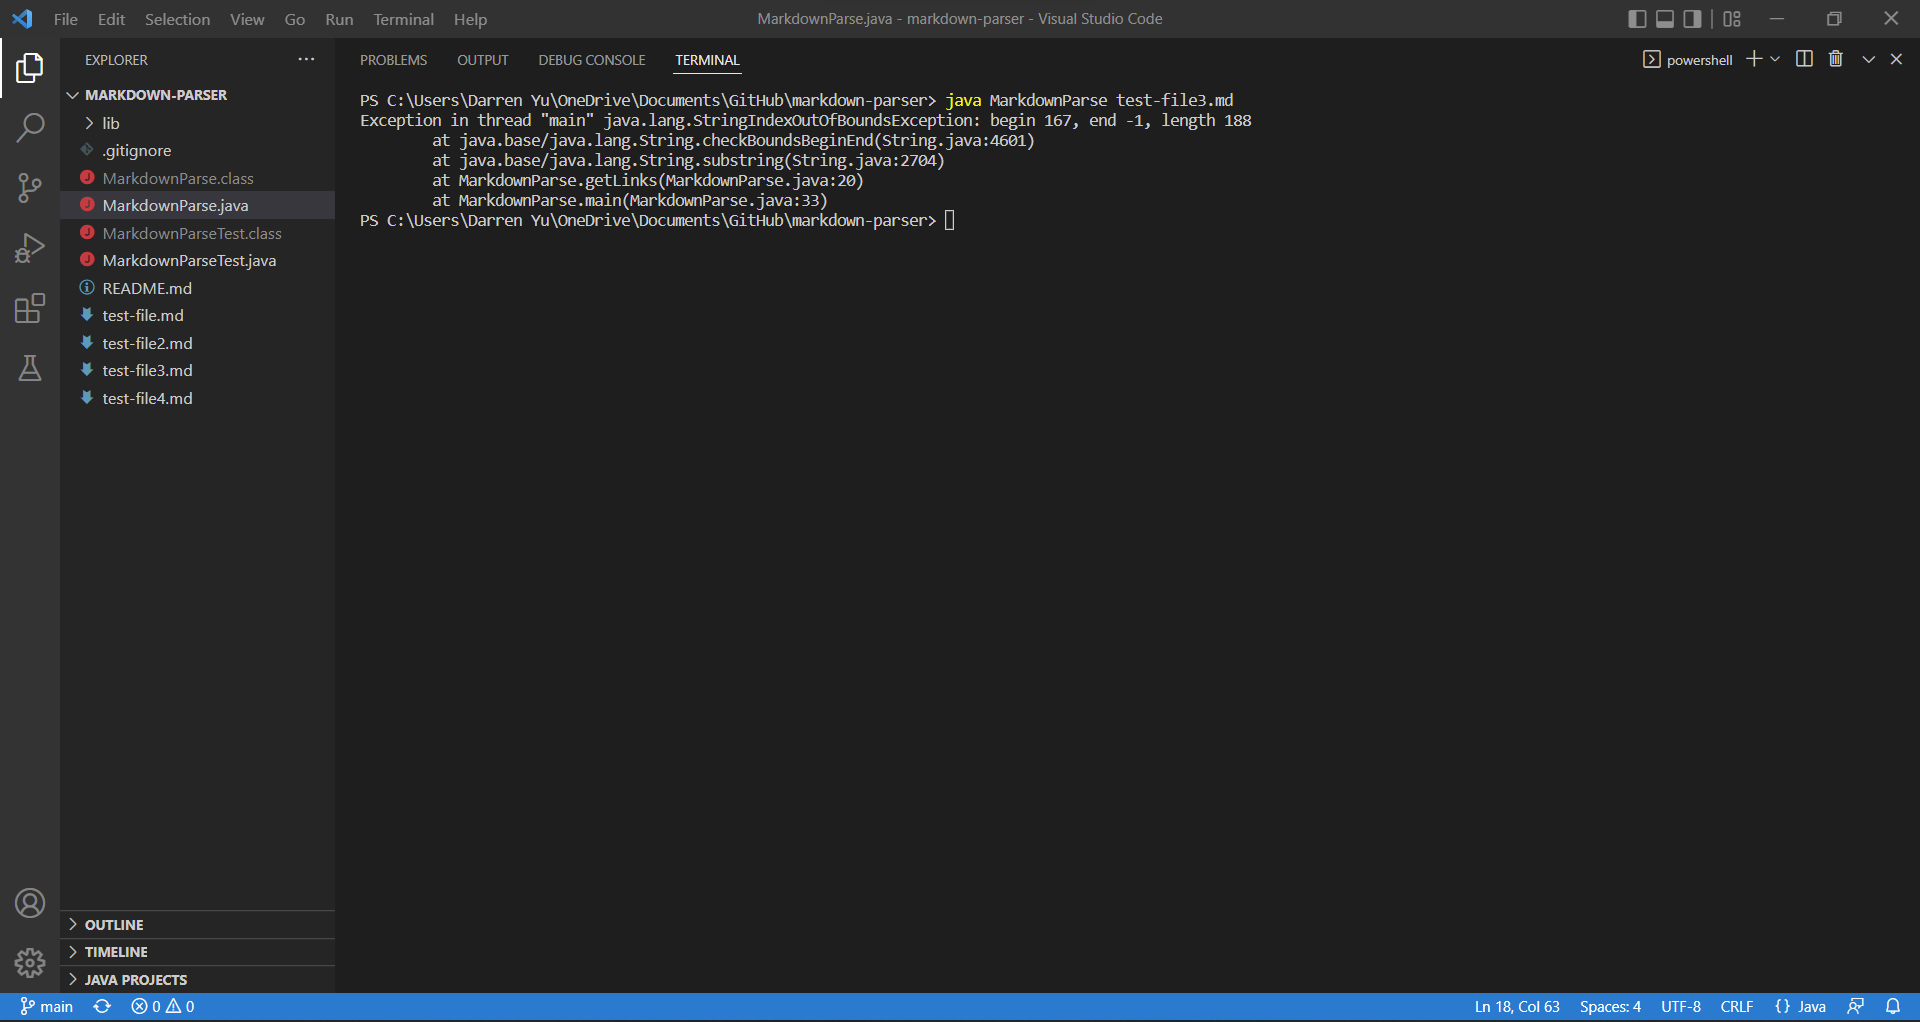 File Edit Selection View Go Run Terminal Help
MarkdownParse.java - markdown-parser - Visual Studio Code
EXPLORER
MARKDOWN-PARSER
lib
.gitignore
MarkdownParse.class
MarkdownParse.java
MarkdownParseTest.class
MarkdownParseTest.java
README.md
test-file.md
test-file2.md
test-file3.md
test-file4.md
OUTLINE
TIMELINE
JAVA PROJECTS
PROBLEMS OUTPUT DEBUG CONSOLE TERMINAL
powershell
PS C:\Users\Darren Yu\OneDrive\Documents\GitHub\markdown-parser> java MarkdownParse test-file3.md
Exception in thread "main" java.lang.StringIndexOutOfBoundsException: begin 167, end -1, length 188
at java.base/java.lang.String.checkBoundsBeginEnd(String.java:4601)
at java.base/java.lang.String.substring(String.java:2704)
at MarkdownParse.getLinks(MarkdownParse.java:20)
at MarkdownParse.main(MarkdownParse.java:33)
PS C:\Users\Darren Yu\OneDrive\Documents\GitHub\markdown-parser>
main 0 0
Ln 18, Col 63 Spaces: 4 UTF-8 CRLF {} Java